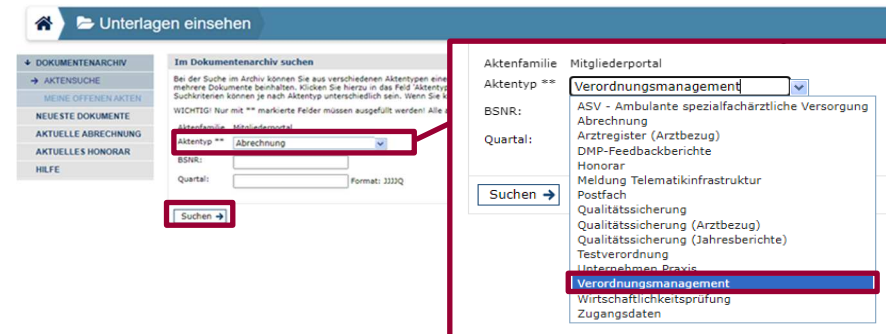 Unterlagen einsehen
DOKUMENTENARCHIV
AKTENSUCHE
MEINE OFFENEN AKTEN
NEUESTE DOKUMENTE
AKTUELLE ABRECHNUNG
AKTUELLES HONORAR
HILFE
Im Dokumentenarchiv suchen
Bei der Suche im Archiv können Sie aus verschiedenen Aktentypen eine
mehrere Dokumente beinhalten. Klicken Sie hierzu in das Feld 'Aktentyp
Suchkriterien können je nach Aktentyp unterschiedlich sein. Wenn Sie k
WICHTIG! Nur mit ** markierte Felder müssen ausgefüllt werden! Alle
Aktenfamilie Mitgliederportal
Aktentyp ** Abrechnung
BSNR:
Quartal: Format: JJJJQ
Suchen
Aktenfamilie Mitgliederportal
Aktentyp ** Verordnungsmanagement
BSNR:
Quartal:
Suchen
ASV - Ambulante spezialfachärztliche Versorgung
Abrechnung
Arztregister (Arztbezug)
DMP-Feedbackberichte
Honorar
Meldung Telematikinfrastruktur
Postfach
Qualitätssicherung
Qualitätssicherung (Arztbezug)
Qualitätssicherung (Jahresberichte)
Testverordnung
Unternehmen Praxis
Verordnungsmanagement
Wirtschaftlichkeitsprüfung
Zugangsdaten